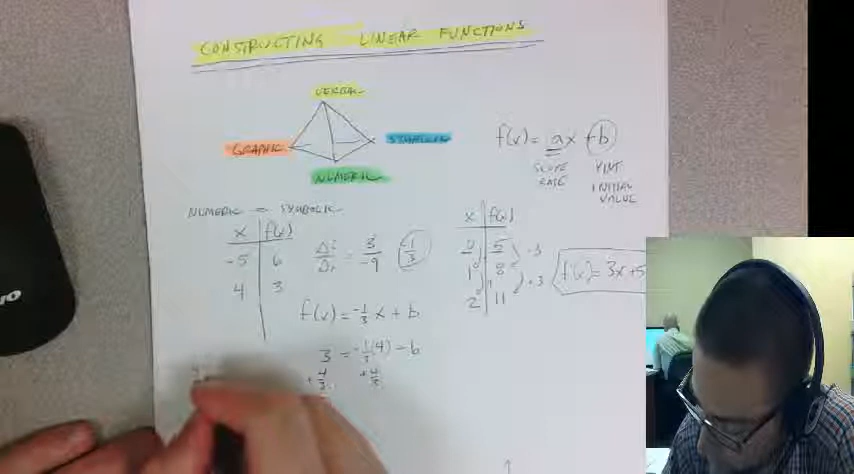 CONSTRUCTING LINEAR FUNCTIONS
VERBAL
GRAPHIC
SYMBOLIC
NUMERIC
f(x) = ax + b
SLOPE
RATE
YINT
INITIAL
VALUE
NUMERIC = SYMBOLIC
x f(x)
-5 6
4 3
3
-9
-1
3
f(x) = -1/3 x + b
3 = -1/3(4) + b
+4/3 +4/3
x f(x)
0 5
1 8
2 11
+3
+3
f(x) = 3x+5